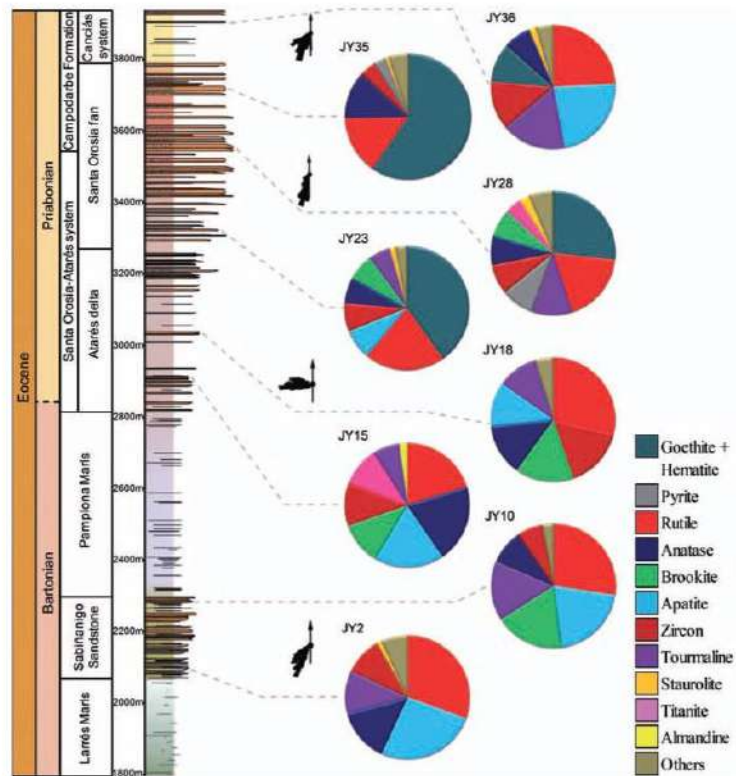 Eocene
Priabonian
Bartonian
Campodarbe Formation
Santa Orosia-Atarés system
Canciás system
Santa Orosia fan
Atarés delta
Pamplona Marls
Sabiñánigo Sandstone
Larrés Marls
3800m
3600m
3400m
3200m
3000m
2800m
2600m
2400m
2200m
2000m
1800m
JY36
JY35
JY28
JY23
JY18
JY15
JY10
JY2
Goethite +
Hematite
Pyrite
Rutile
Anatase
Brookite
Apatite
Zircon
Tourmaline
Staurolite
Titanite
Almandine
Others